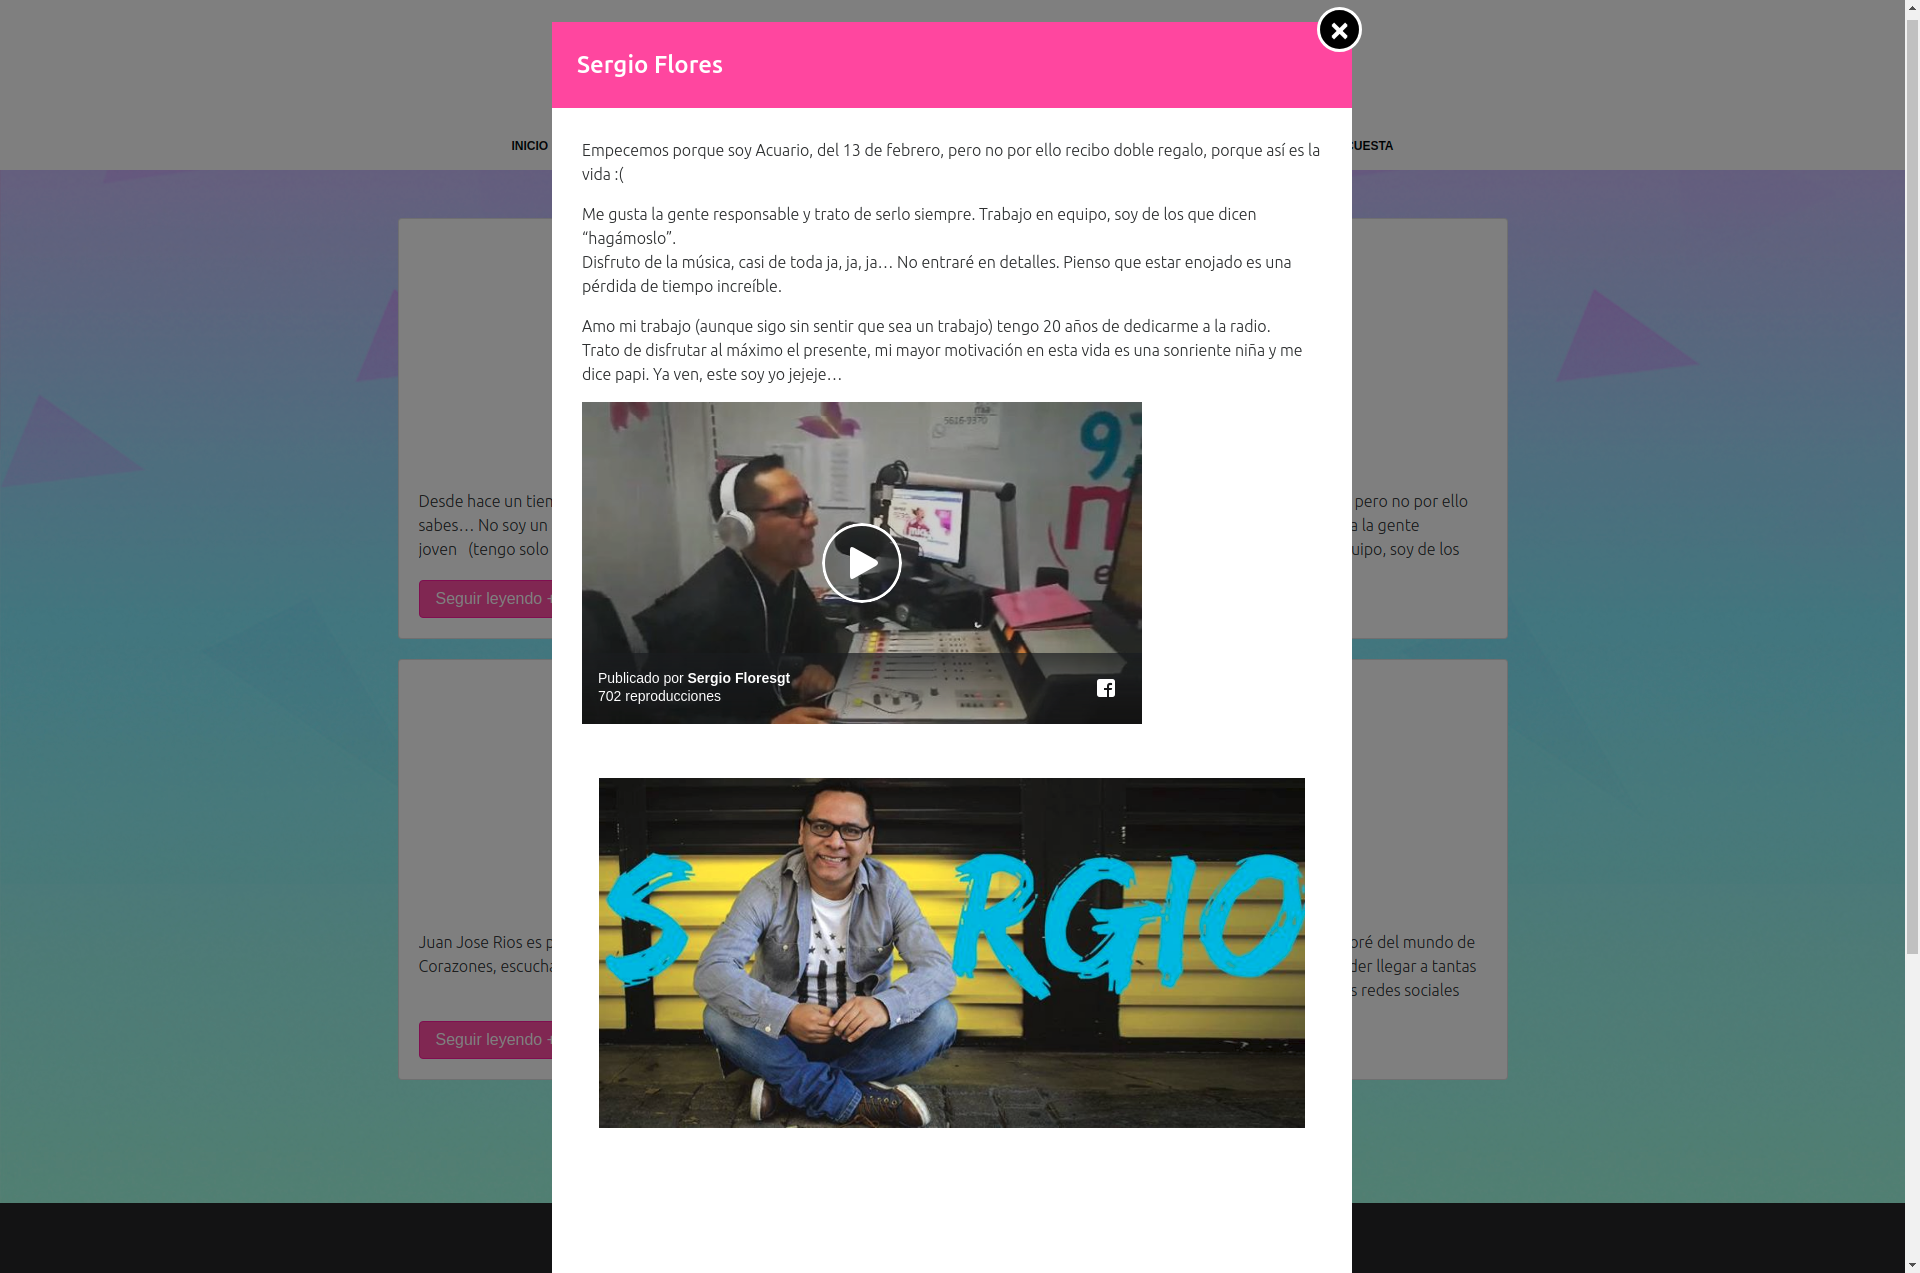 Sergio Flores
INICIO
CUESTA
Empecemos porque soy Acuario, del 13 de febrero, pero no por ello recibo doble regalo, porque así es la
vida :(
Me gusta la gente responsable y trato de serlo siempre. Trabajo en equipo, soy de los que dicen
“hagámoslo”.
Disfruto de la música, casi de toda ja, ja, ja… No entraré en detalles. Pienso que estar enojado es una
pérdida de tiempo increíble.
Amo mi trabajo (aunque sigo sin sentir que sea un trabajo) tengo 20 años de dedicarme a la radio.
Trato de disfrutar al máximo el presente, mi mayor motivación en esta vida es una sonriente niña y me
dice papi. Ya ven, este soy yo jejeje…
5616-9370
97
m
e
Publicado por Sergio Floresgt
702 reproducciones
Desde hace un tien
sabes… No soy un
joven (tengo solo
Seguir leyendo +
pero no por ello
a la gente
uipo, soy de los
S RGIO
Juan Jose Rios es p
Corazones, escucha
Seguir leyendo +
oré del mundo de
der llegar a tantas
s redes sociales